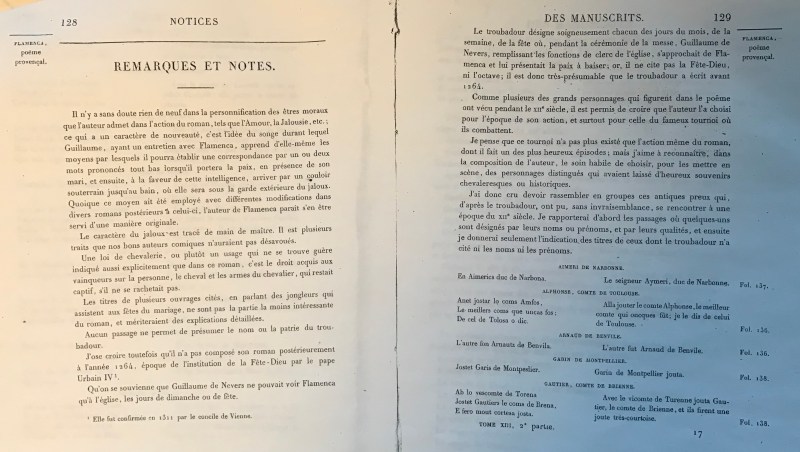 128
NOTICES
FLAMENCA,
poëme
provençal.
REMARQUES ET NOTES.
Il n'y a sans doute rien de neuf dans la personnification des êtres moraux
que l'auteur admet dans l'action du roman, tels que l'Amour, la Jalousie, etc.;
ce qui a un caractère de nouveauté, c'est l'idée du songe durant lequel
Guillaume, ayant un entretien avec Flamenca, apprend d'elle-même les
moyens par lesquels il pourra établir une correspondance par un ou deux
mots prononcés tout bas lorsqu'il portera la paix, en présence de son
mari, et ensuite, à la faveur de cette intelligence, arriver par un couloir
souterrain jusqu'au bain, où elle sera sous la garde extérieure du jaloux.
Quoique ce moyen ait été employé avec différentes modifications dans
divers romans postérieurs à celui-ci, l'auteur de Flamenca paraît s'en être
servi d'une manière originale.
Le caractère du jaloux est tracé de main de maître. Il est plusieurs
traits que nos bons auteurs comiques n'auraient pas désavoués.
Une loi de chevalerie, ou plutôt un usage qui ne se trouve guère
indiqué aussi explicitement que dans ce roman, c'est le droit acquis aux
vainqueurs sur la personne, le cheval et les armes du chevalier, qui restait
captif, s'il ne se rachetait pas.
Les titres de plusieurs ouvrages cités, en parlant des jongleurs qui
assistent aux fêtes du mariage, ne sont pas la partie la moins intéressante
du roman, et mériteraient des explications détaillées.
Aucun passage ne permet de présumer le nom ou la patrie du trou-
badour.
J'ose croire toutefois qu'il n'a pas composé son roman postérieurement
à l'année 1264, époque de l'institution de la Fête-Dieu par le pape
Urbain IV¹.
Qu'on se souvienne que Guillaume de Nevers ne pouvait voir Flamenca
qu'à l'église, les jours de dimanche ou de fête.
¹ Elle fut confirmée en 1311 par le concile de Vienne.
DES MANUSCRITS.
129
FLAMENCA,
poëme
provençal.
Le troubadour désigne soigneusement chacun des jours du mois, de la
semaine, de la fête où, pendant la cérémonie de la messe, Guillaume de
Nevers, remplissant les fonctions de clerc de l'église, s'approchait de Fla-
menca et lui présentait la paix à baiser; or, il ne cite pas la Fête-Dieu,
ni l'octave; il est donc très-présumable que le troubadour a écrit avant
1264.
Comme plusieurs des grands personnages qui figurent dans le poëme
ont vécu pendant le XIIᵉ siècle, il est permis de croire que l'auteur l'a choisi
pour l'époque de son action, et surtout pour celle du fameux tournoi où
ils combattent.
Je pense que ce tournoi n'a pas plus existé que l'action même du roman,
dont il fait un des plus heureux épisodes; mais j'aime à reconnaître, dans
la composition de l'auteur, le soin habile de choisir, pour les mettre en
scène, des personnages distingués qui avaient laissé d'heureux souvenirs
chevaleresques ou historiques.
J'ai donc cru devoir rassembler en groupes ces antiques preux qui,
d'après le troubadour, ont pu, sans invraisemblance, se rencontrer à une
époque du XIIᵉ siècle. Je rapporterai d'abord les passages où quelques-uns
sont désignés par leurs noms ou prénoms, et par leurs qualités, et ensuite
je donnerai seulement l'indication des titres de ceux dont le troubadour n'a
cité ni les noms ni les prénoms.
AIMERI DE NARBONNE.
En Aimerics duc de Narbona.
Le seigneur Aymeri, duc de Narbonne.
Fol. 137.
ALPHONSE, COMTE DE TOULOUSE.
Anet jostar le coms Amfos,
Le meillers coms que oncas fos;
De cel de Tolosa o dic.
Alla jouter le comte Alphonse, le meilleur
comte qui oncques fût; je le dis de celui
de Toulouse.
Fol. 136.
ARNAUD DE BENVILE.
L'autre fon Arnauts de Benvila.
L'autre fut Arnaud de Benvile.
Fol. 136.
GARIN DE MONTPELLIER.
Jostet Garis de Montpeslier.
Garin de Montpellier jouta.
Fol. 138.
GAUTIER, COMTE DE BRIENNE.
Ab lo vescomte de Torena
Jostet Gautiers lo coms de Brena,
E fero most cortesa josta.
Avec le vicomte de Turenne jouta Gau-
tier, le comte de Brienne, et ils firent une
joute très-courtoise.
Fol. 138.
TOME XIII, 2ᵉ partie.
17